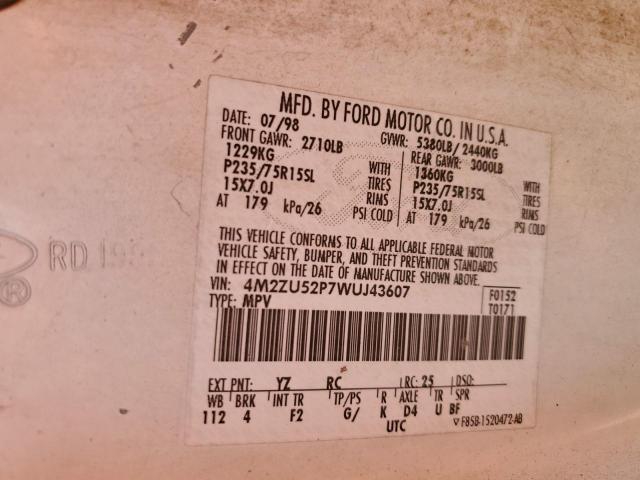 MFD. BY FORD MOTOR CO. IN U.S.A.
DATE: 07/98 GVWR: 5380LB/ 2440KG
FRONT GAWR: 2710LB REAR GAWR: 3000LB
1229KG WITH 1360KG WITH
P235/75R15SL TIRES P235/75R15SL TIRES
15X7.0J RIMS 15X7.0J RIMS
AT 179 kPa/26 PSI COLD AT 179 kPa/26 PSI COLD
THIS VEHICLE CONFORMS TO ALL APPLICABLE FEDERAL MOTOR
VEHICLE SAFETY, BUMPER, AND THEFT PREVENTION STANDARDS
IN EFFECT ON THE DATE OF MANUFACTURE SHOWN ABOVE.
VIN: 4M2ZU52P7WUJ43607 F0152
TYPE: MPV T0171
EXT PNT: YZ RC RC: 25 DSO:
WB BRK INT TR TP/PS R AXLE TR SPR
112 4 F2 G/ K D4 U BF
UTC F85B-1520472-AB
RD
®